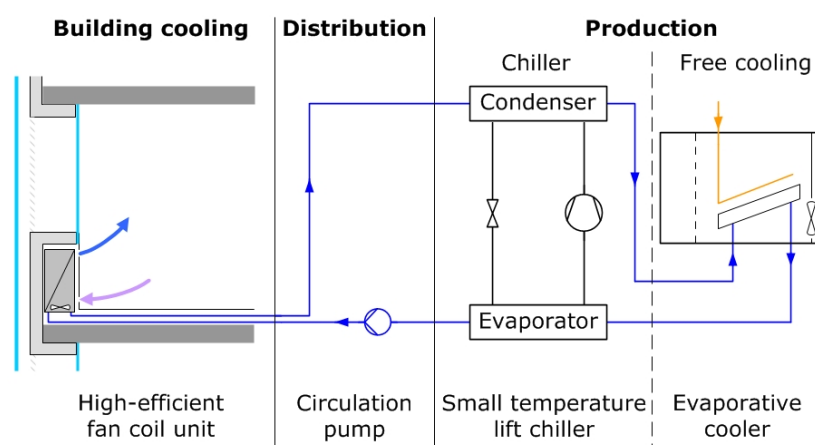 Building cooling
Distribution
Production
Chiller
Free cooling
Condenser
Evaporator
High-efficient
fan coil unit
Circulation
pump
Small temperature
lift chiller
Evaporative
cooler